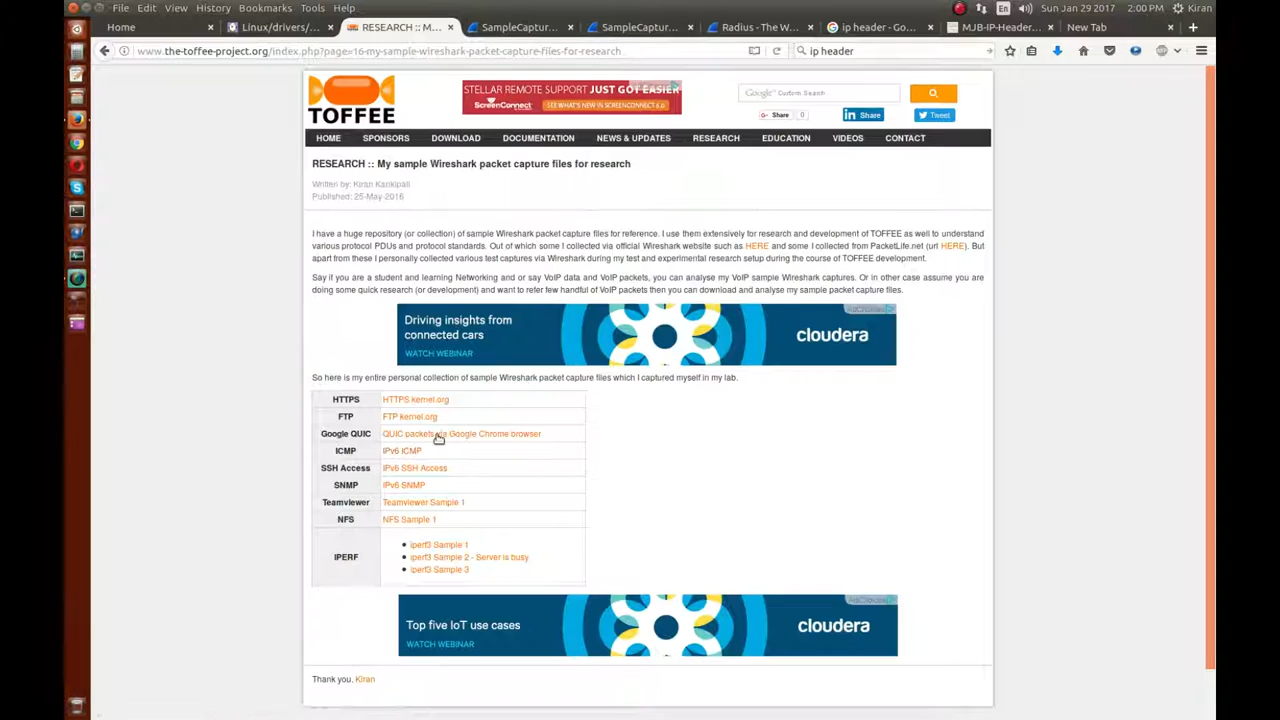 File Edit View History Bookmarks Tools Help
En Sun Jan 29 2017 2:00 PM Kiran
Home
Linux/drivers/
RESEARCH :: M...
SampleCaptur...
SampleCaptur...
Radius - The W...
ip header - Goo...
MJB-IP-Header-...
New Tab
www.the-toffee-project.org/index.php?page=16-my-sample-wireshark-packet-capture-files-for-research
ip header
TOFFEE
STELLAR REMOTE SUPPORT JUST GOT EASIER
ScreenConnect SEE WHAT'S NEW IN SCREENCONNECT 6.0
Google Custom Search
Share 0
Share
Tweet
HOME SPONSORS DOWNLOAD DOCUMENTATION NEWS & UPDATES RESEARCH EDUCATION VIDEOS CONTACT
RESEARCH :: My sample Wireshark packet capture files for research
Written by: Kiran Kankipati
Published: 25-May-2016
I have a huge repository (or collection) of sample Wireshark packet capture files for reference. I use them extensively for research and development of TOFFEE as well to understand
various protocol PDUs and protocol standards. Out of which some I collected via official Wireshark website such as HERE and some I collected from PacketLife.net (url HERE). But
apart from these I personally collected various test captures via Wireshark during my test and experimental research setup during the course of TOFFEE development.
Say if you are a student and learning Networking and or say VoIP data and VoIP packets, you can analyse my VoIP sample Wireshark captures. Or in other case assume you are
doing some quick research (or development) and want to refer few handful of VoIP packets then you can download and analyse my sample packet capture files.
Driving insights from
connected cars
WATCH WEBINAR
cloudera
So here is my entire personal collection of sample Wireshark packet capture files which I captured myself in my lab.
HTTPS HTTPS kernel.org
FTP FTP kernel.org
Google QUIC QUIC packets via Google Chrome browser
ICMP IPv6 ICMP
SSH Access IPv6 SSH Access
SNMP IPv6 SNMP
Teamviewer Teamviewer Sample 1
NFS NFS Sample 1
IPERF
iperf3 Sample 1
iperf3 Sample 2 - Server is busy
iperf3 Sample 3
Top five IoT use cases
WATCH WEBINAR
cloudera
Thank you. Kiran